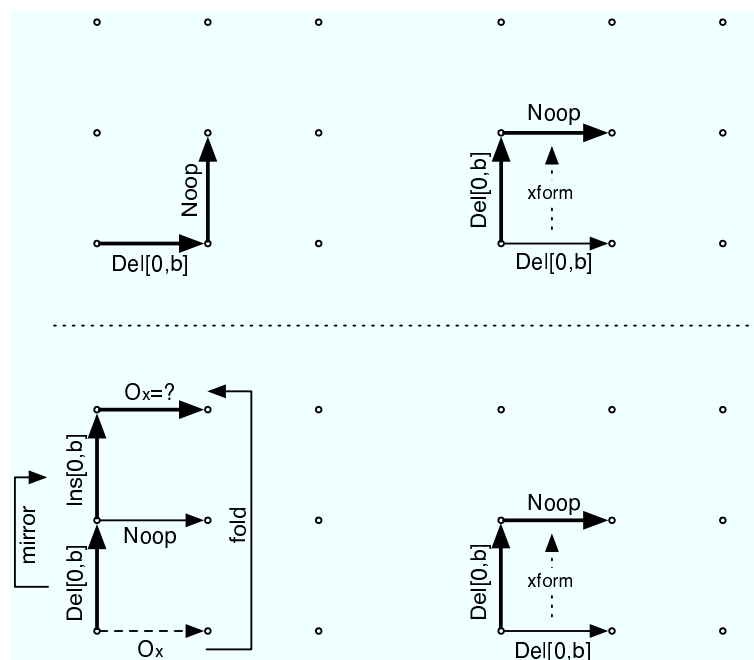 Noop
Del[0,b]
Noop
Del[0,b]
xform
Del[0,b]
Ox=?
Ins[0,b]
mirror
Noop
fold
Del[0,b]
Ox
Noop
Del[0,b]
xform
Del[0,b]